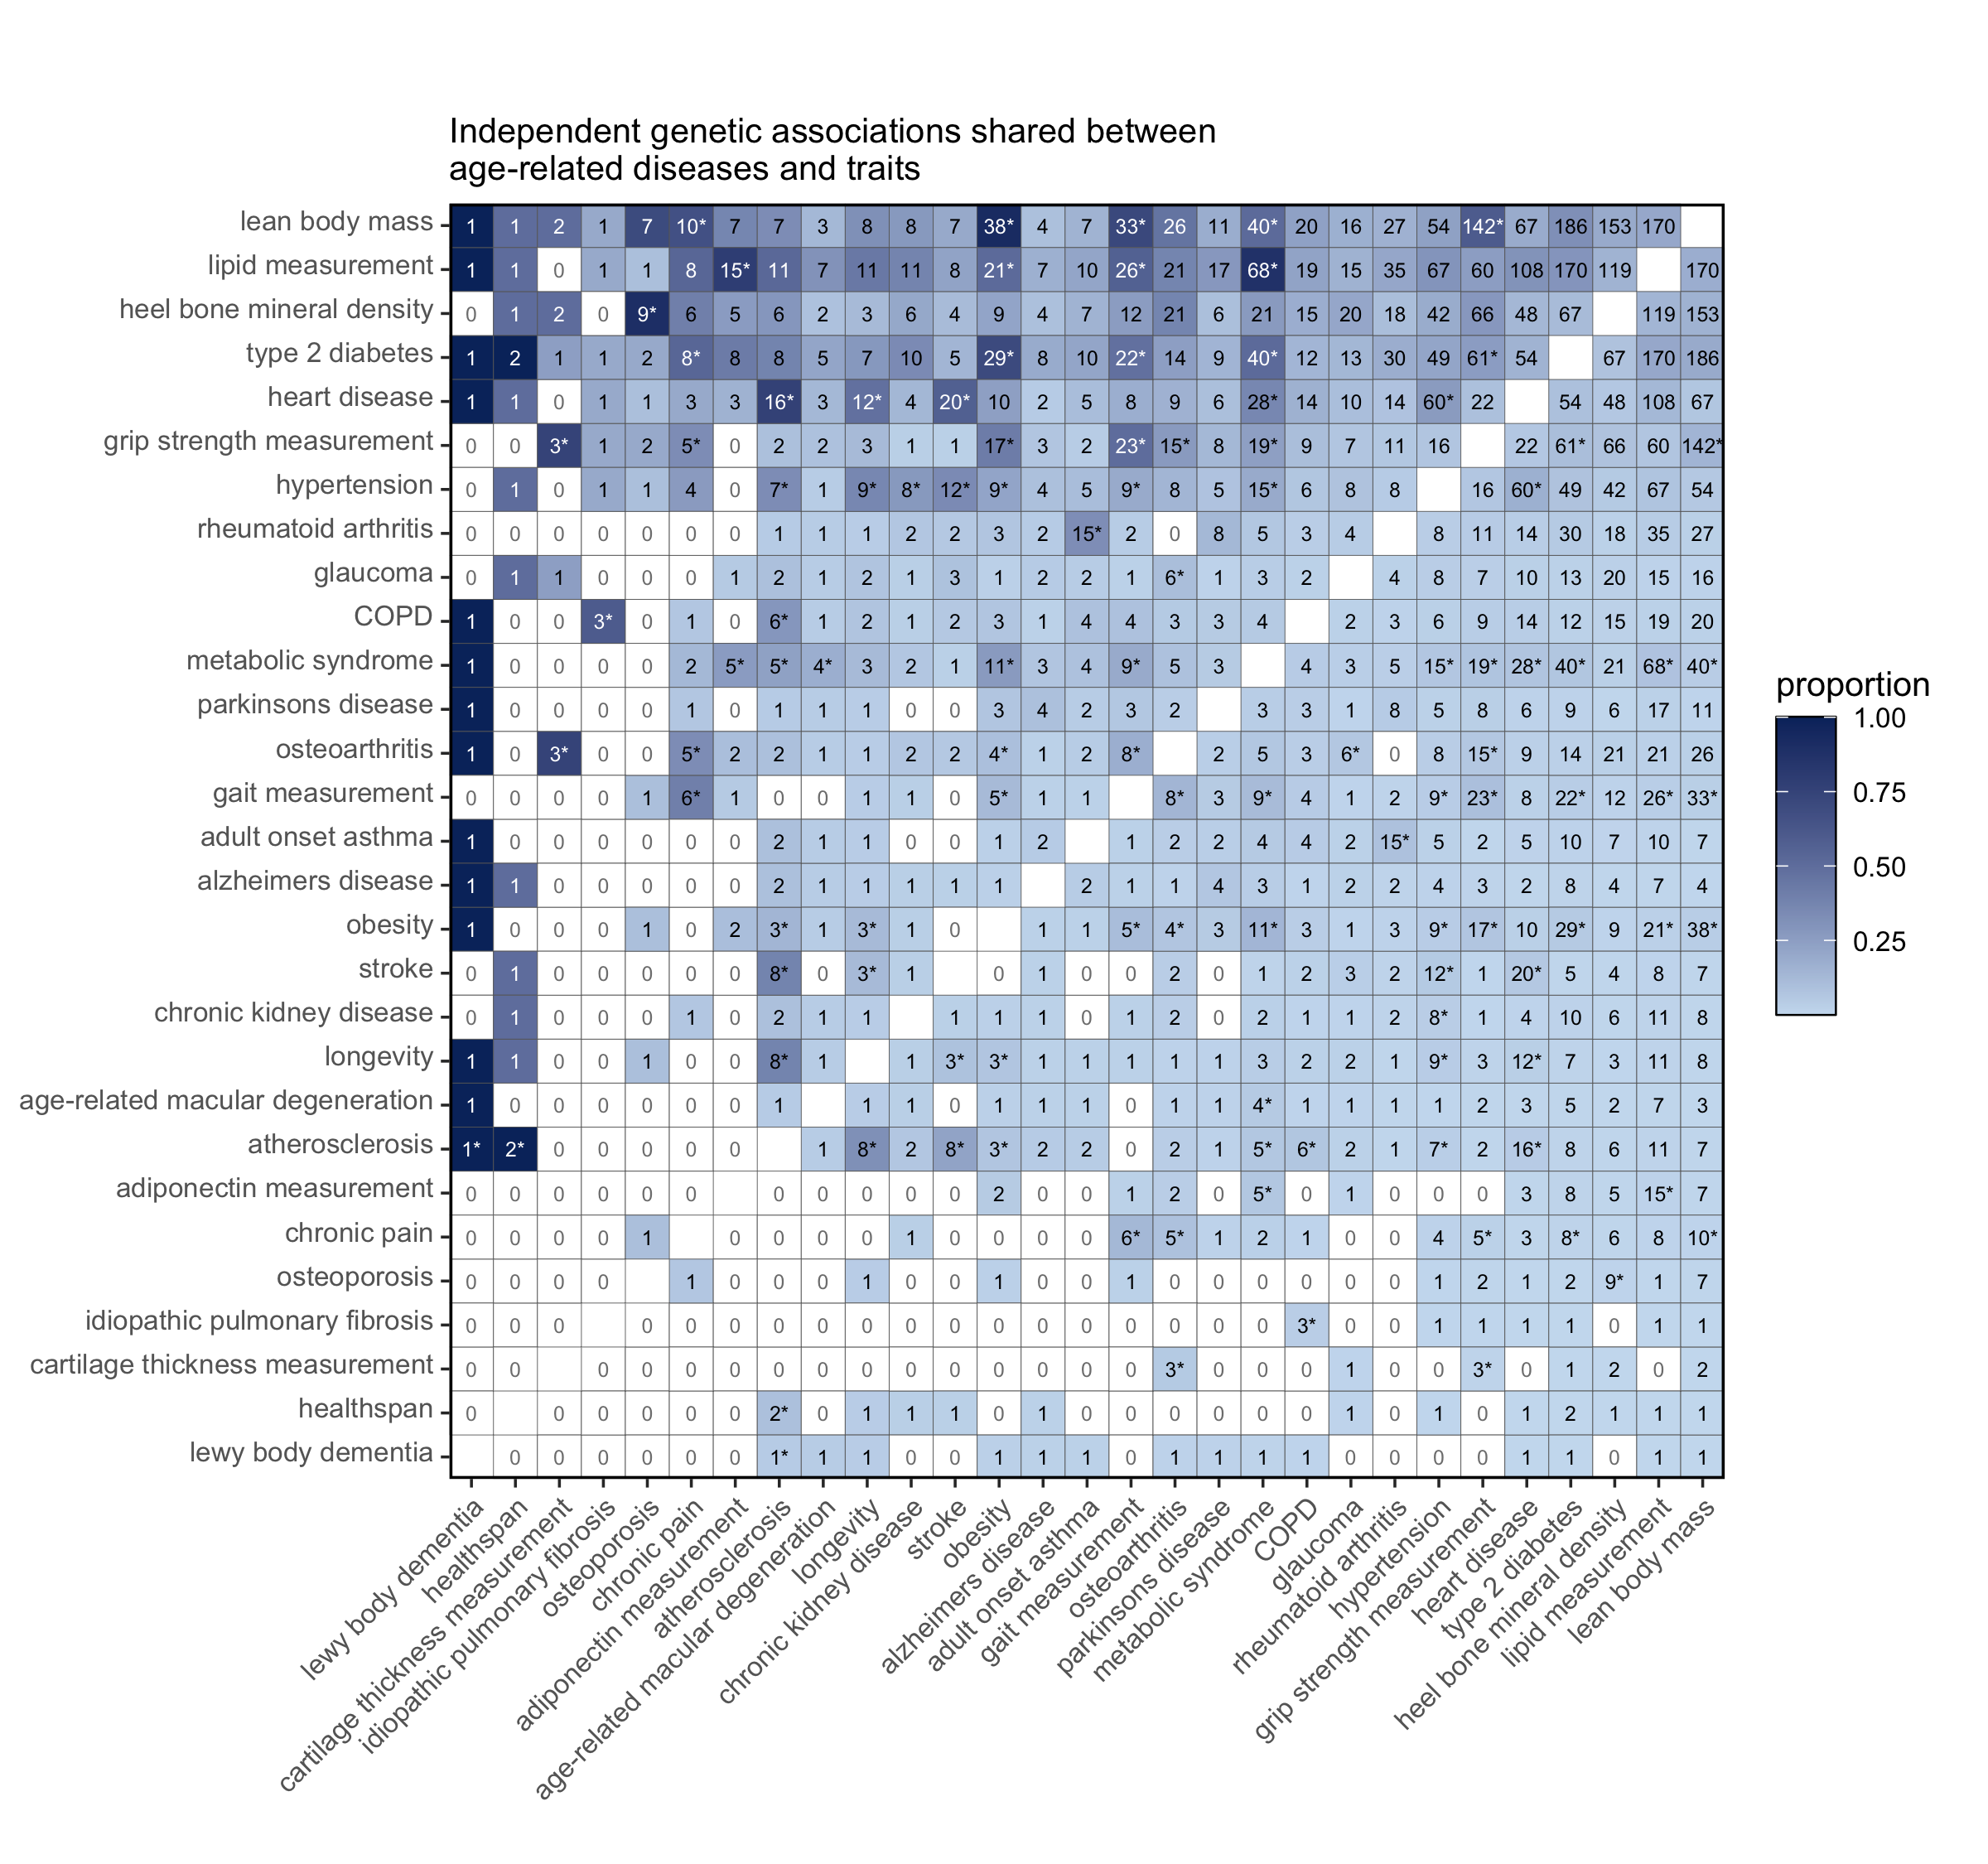 Independent genetic associations shared between
age-related diseases and traits
lean body mass 1 1 2 1 7 10* 7 7 3 8 8 7 38* 4 7 33* 26 11 40* 20 16 27 54 142* 67 186 153 170
lipid measurement 1 1 0 1 1 8 15* 11 7 11 11 8 21* 7 10 26* 21 17 68* 19 15 35 67 60 108 170 119 170
heel bone mineral density 0 1 2 0 9* 6 5 6 2 3 6 4 9 4 7 12 21 6 21 15 20 18 42 66 48 67 119 153
type 2 diabetes 1 2 1 1 2 8* 8 8 5 7 10 5 29* 8 10 22* 14 9 40* 12 13 30 49 61* 54 67 170 186
heart disease 1 1 0 1 1 3 3 16* 3 12* 4 20* 10 2 5 8 9 6 28* 14 10 14 60* 22 54 48 108 67
grip strength measurement 0 0 3* 1 2 5* 0 2 2 3 1 1 17* 3 2 23* 15* 8 19* 9 7 11 16 22 61* 66 60 142*
hypertension 0 1 0 1 1 4 0 7* 1 9* 8* 12* 9* 4 5 9* 8 5 15* 6 8 8 16 60* 49 42 67 54
rheumatoid arthritis 0 0 0 0 0 0 0 1 1 1 2 2 3 2 15* 2 0 8 5 3 4 8 11 14 30 18 35 27
glaucoma 0 1 1 0 0 0 1 2 1 2 1 3 1 2 2 1 6* 1 3 2 4 8 7 10 13 20 15 16
COPD 1 0 0 3* 0 1 0 6* 1 2 1 2 3 1 4 4 3 3 4 2 3 6 9 14 12 15 19 20
metabolic syndrome 1 0 0 0 0 2 5* 5* 4* 3 2 1 11* 3 4 9* 5 3 4 3 5 15* 19* 28* 40* 21 68* 40*
parkinsons disease 1 0 0 0 0 1 0 1 1 1 0 0 3 4 2 3 2 3 3 1 8 5 8 6 9 6 17 11
osteoarthritis 1 0 3* 0 0 5* 2 2 1 1 2 2 4* 1 2 8* 2 5 3 6* 0 8 15* 9 14 21 21 26
gait measurement 0 0 0 0 1 6* 1 0 0 1 1 0 5* 1 1 8* 3 9* 4 1 2 9* 23* 8 22* 12 26* 33*
adult onset asthma 1 0 0 0 0 0 0 2 1 1 0 0 1 2 1 2 2 4 4 2 15* 5 2 5 10 7 10 7
alzheimers disease 1 1 0 0 0 0 0 2 1 1 1 1 1 2 1 1 4 3 1 2 2 4 3 2 8 4 7 4
obesity 1 0 0 0 1 0 2 3* 1 3* 1 0 1 1 5* 4* 3 11* 3 1 3 9* 17* 10 29* 9 21* 38*
stroke 0 1 0 0 0 0 0 8* 0 3* 1 0 1 0 0 2 0 1 2 3 2 12* 1 20* 5 4 8 7
chronic kidney disease 0 1 0 0 0 1 0 2 1 1 1 1 1 0 1 2 0 2 1 1 2 8* 1 4 10 6 11 8
longevity 1 1 0 0 1 0 0 8* 1 1 3* 3* 1 1 1 1 1 3 2 2 1 9* 3 12* 7 3 11 8
age-related macular degeneration 1 0 0 0 0 0 0 1 1 1 0 1 1 1 0 1 1 4* 1 1 1 1 2 3 5 2 7 3
atherosclerosis 1* 2* 0 0 0 0 0 1 8* 2 8* 3* 2 2 0 2 1 5* 6* 2 1 7* 2 16* 8 6 11 7
adiponectin measurement 0 0 0 0 0 0 0 0 0 0 0 2 0 0 1 2 0 5* 0 1 0 0 0 3 8 5 15* 7
chronic pain 0 0 0 0 1 0 0 0 0 1 0 0 0 0 6* 5* 1 2 1 0 0 4 5* 3 8* 6 8 10*
osteoporosis 0 0 0 0 1 0 0 0 1 0 0 1 0 0 1 0 0 0 0 0 0 1 2 1 2 9* 1 7
idiopathic pulmonary fibrosis 0 0 0 0 0 0 0 0 0 0 0 0 0 0 0 0 0 0 3* 0 0 1 1 1 1 0 1 1
cartilage thickness measurement 0 0 0 0 0 0 0 0 0 0 0 0 0 0 0 3* 0 0 0 1 0 0 3* 0 1 2 0 2
healthspan 0 0 0 0 0 0 2* 0 1 1 1 0 1 0 0 0 0 0 0 1 0 1 0 1 2 1 1 1
lewy body dementia 0 0 0 0 0 0 1* 1 1 0 0 1 1 1 0 1 1 1 1 0 0 0 0 1 1 0 1 1
lewy body dementia
healthspan
cartilage thickness measurement
idiopathic pulmonary fibrosis
osteoporosis
chronic pain
adiponectin measurement
atherosclerosis
age-related macular degeneration
longevity
chronic kidney disease
stroke
obesity
alzheimers disease
adult onset asthma
gait measurement
osteoarthritis
parkinsons disease
metabolic syndrome
COPD
glaucoma
rheumatoid arthritis
hypertension
grip strength measurement
heart disease
type 2 diabetes
heel bone mineral density
lipid measurement
lean body mass
proportion
1.00
0.75
0.50
0.25